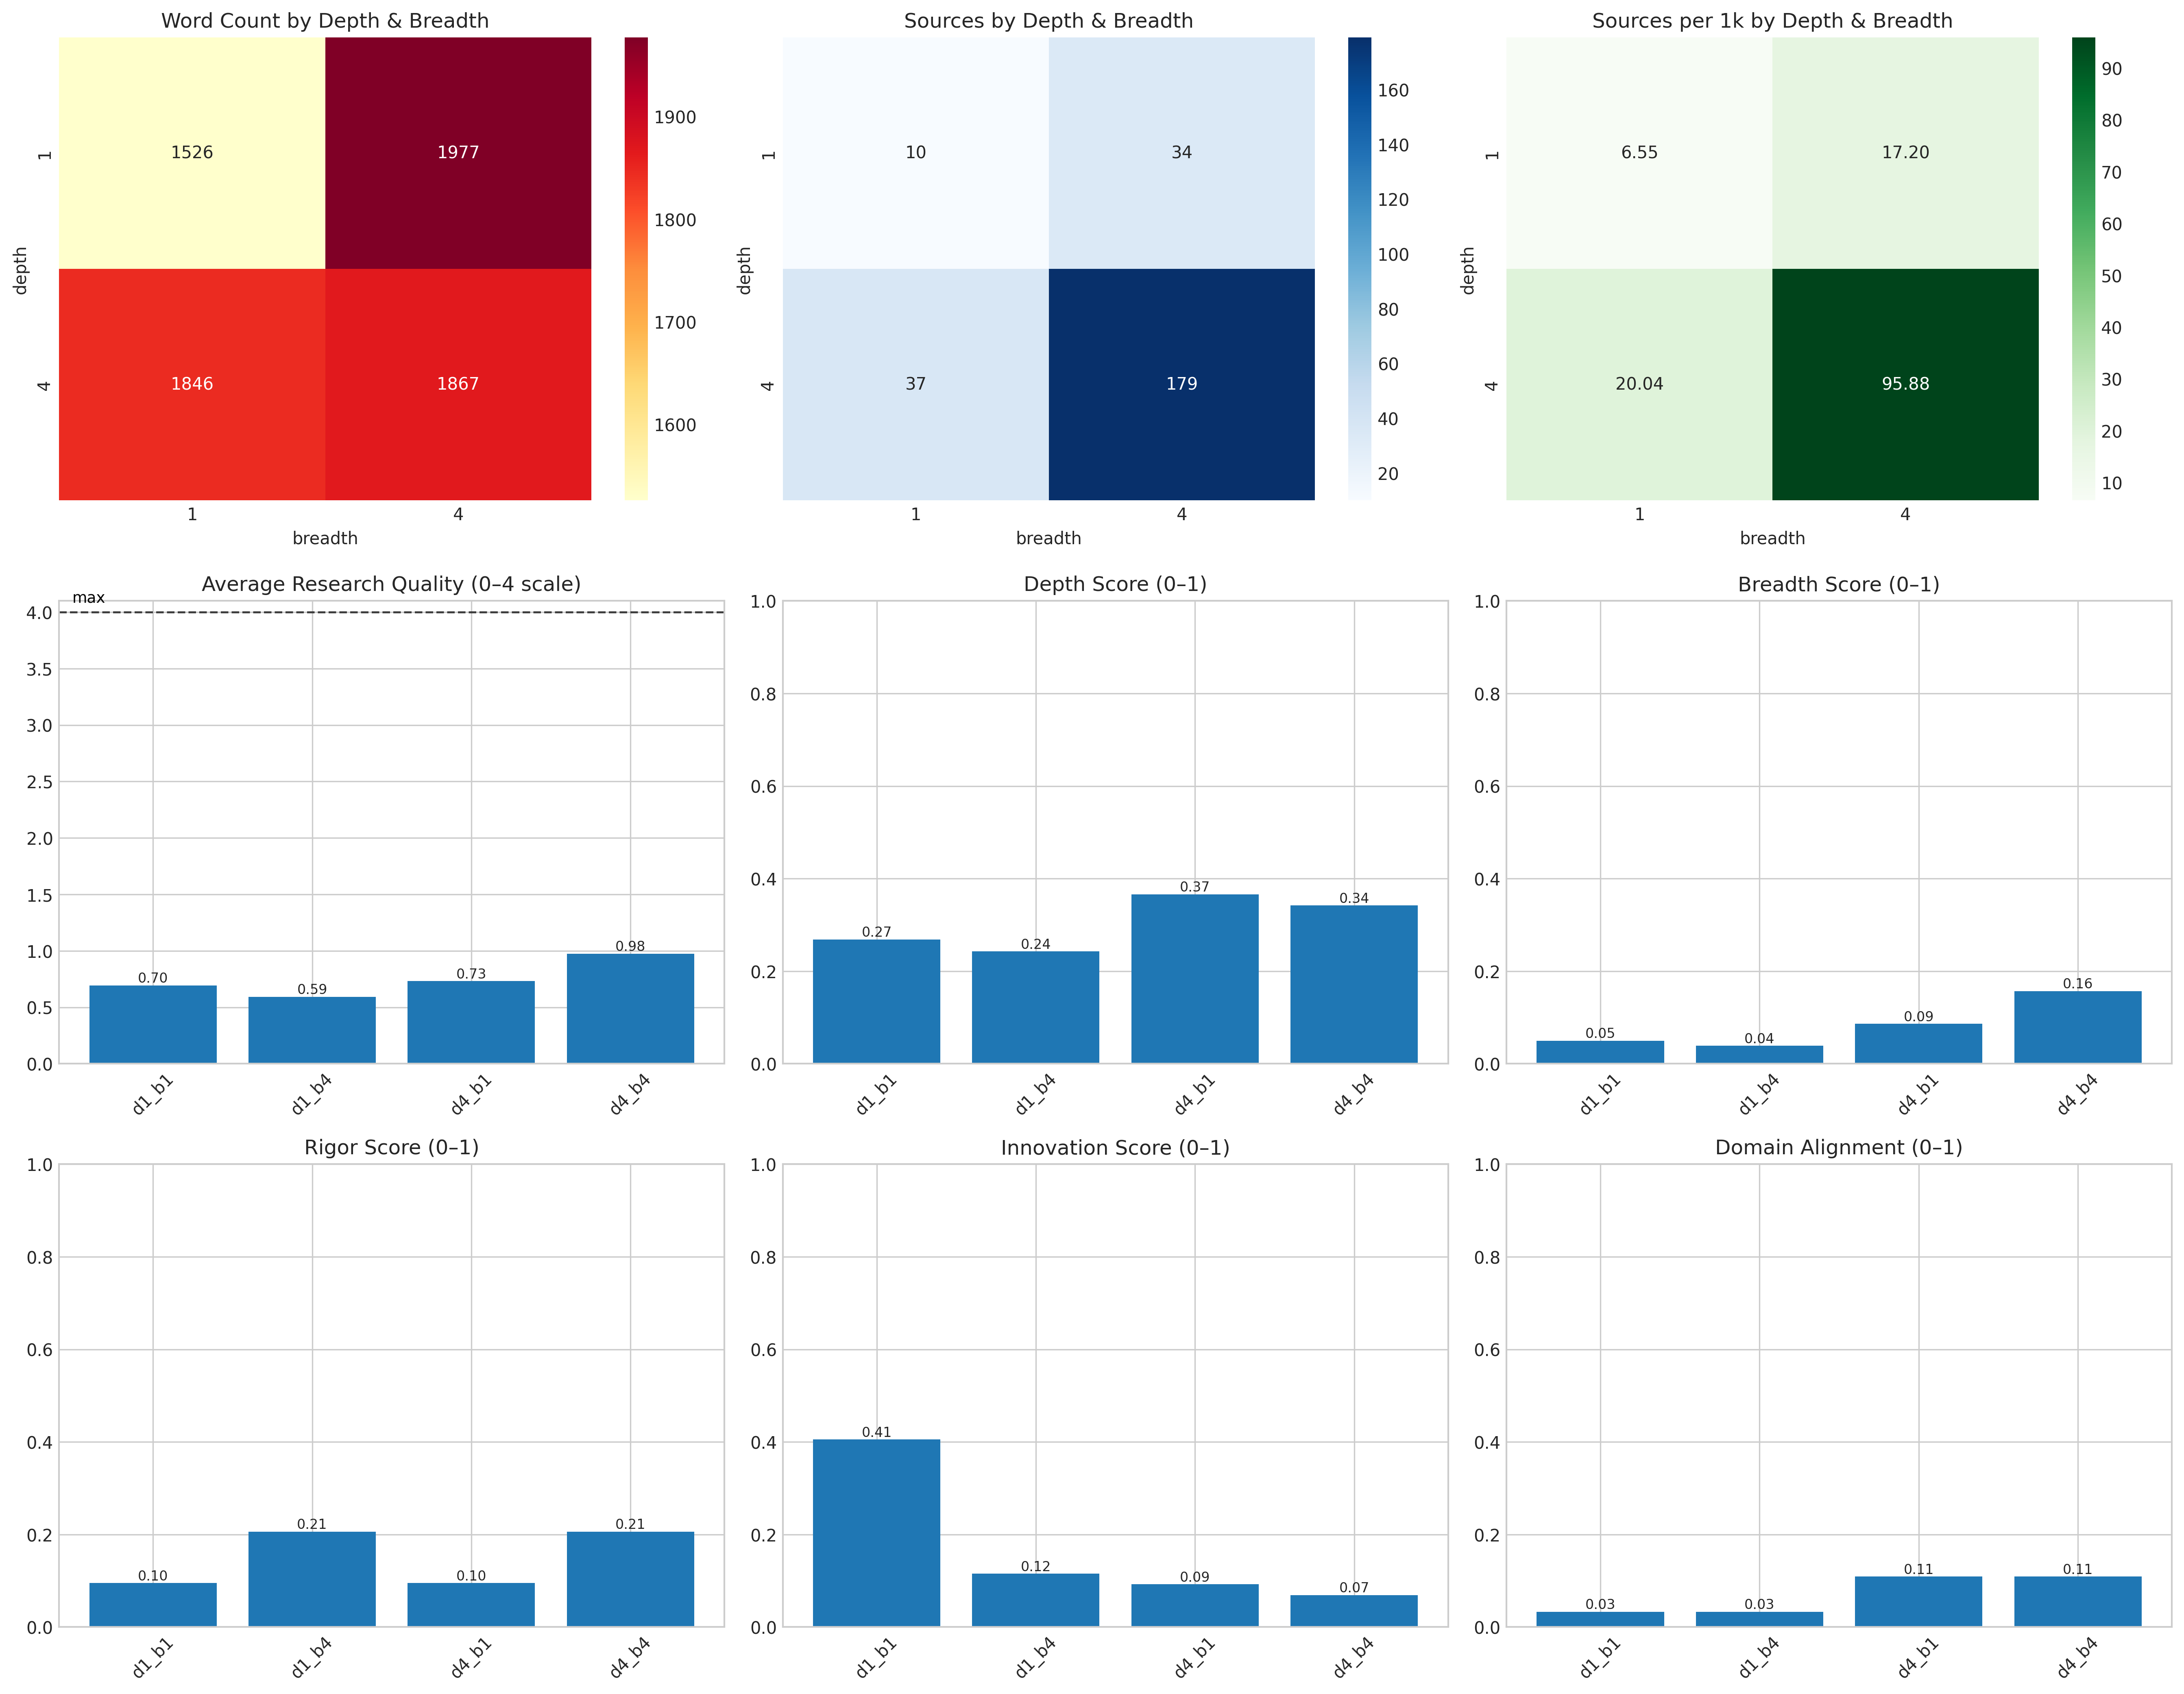 Word Count by Depth & Breadth
1526
1977
1846
1867
depth
1
4
1
4
breadth
1900
1800
1700
1600
Sources by Depth & Breadth
10
34
37
179
depth
1
4
1
4
breadth
160
140
120
100
80
60
40
20
Sources per 1k by Depth & Breadth
6.55
17.20
20.04
95.88
depth
1
4
1
4
breadth
90
80
70
60
50
40
30
20
10
Average Research Quality (0–4 scale)
max
4.0
3.5
3.0
2.5
2.0
1.5
1.0
0.5
0.0
0.70
0.59
0.73
0.98
d1_b1
d1_b4
d4_b1
d4_b4
Depth Score (0–1)
1.0
0.8
0.6
0.4
0.2
0.0
0.27
0.24
0.37
0.34
d1_b1
d1_b4
d4_b1
d4_b4
Breadth Score (0–1)
1.0
0.8
0.6
0.4
0.2
0.0
0.05
0.04
0.09
0.16
d1_b1
d1_b4
d4_b1
d4_b4
Rigor Score (0–1)
1.0
0.8
0.6
0.4
0.2
0.0
0.10
0.21
0.10
0.21
d1_b1
d1_b4
d4_b1
d4_b4
Innovation Score (0–1)
1.0
0.8
0.6
0.4
0.2
0.0
0.41
0.12
0.09
0.07
d1_b1
d1_b4
d4_b1
d4_b4
Domain Alignment (0–1)
1.0
0.8
0.6
0.4
0.2
0.0
0.03
0.03
0.11
0.11
d1_b1
d1_b4
d4_b1
d4_b4